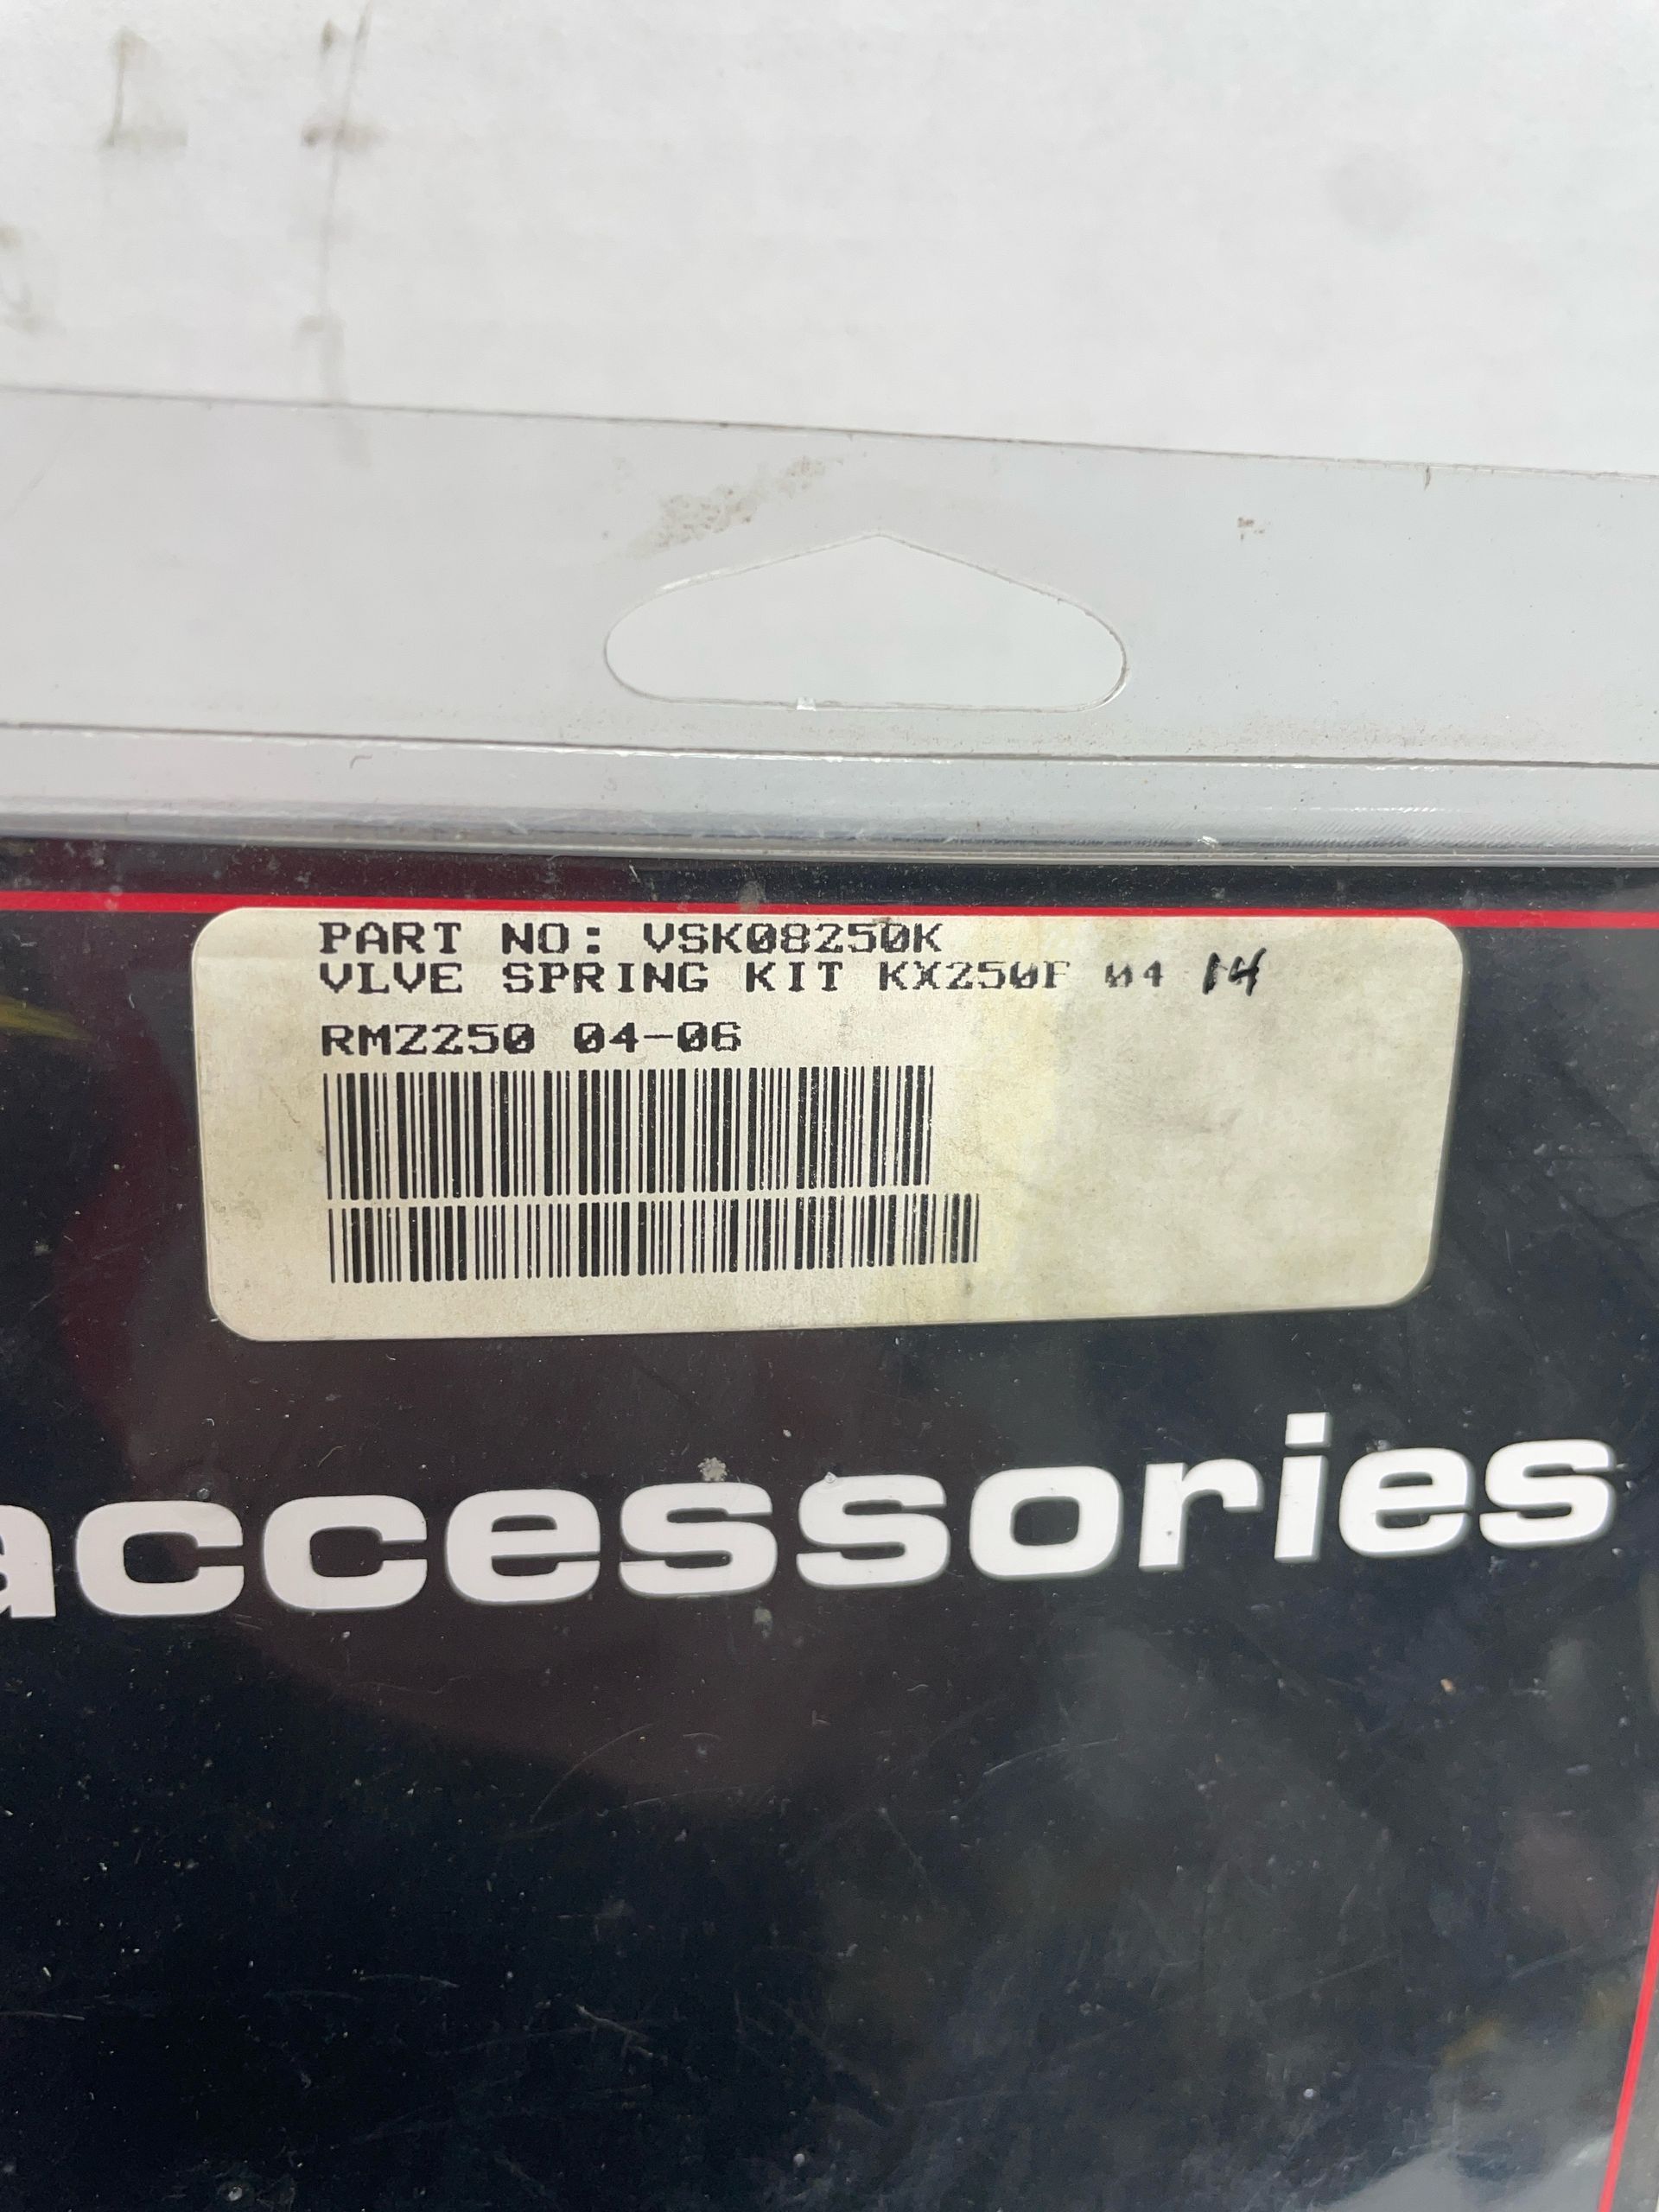 PART NO: VSK08250K
VLVE SPRING KIT KX250F 04 14
RMZ250 04-06
accessories